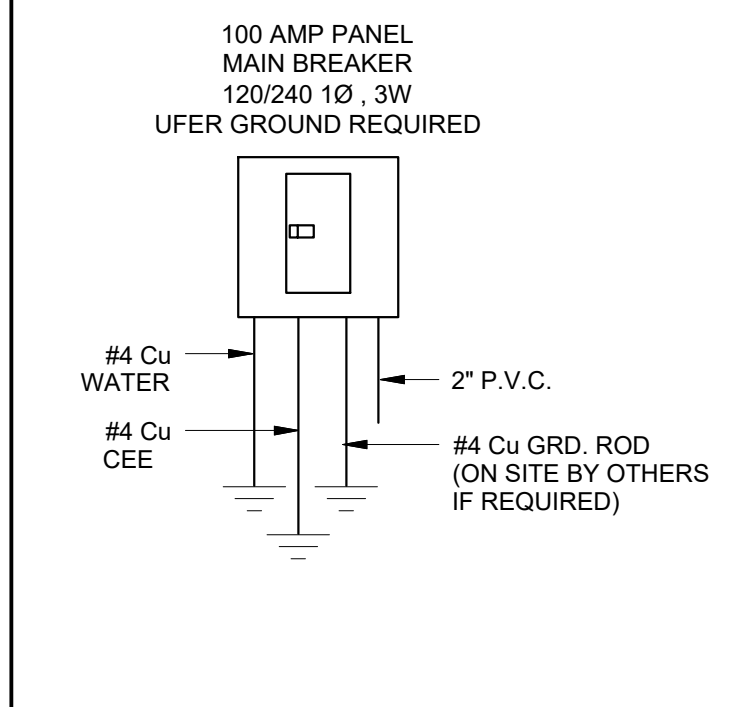 100 AMP PANEL
MAIN BREAKER
120/240 1Ø , 3W
UFER GROUND REQUIRED
#4 Cu
WATER
2" P.V.C.
#4 Cu
CEE
#4 Cu GRD. ROD
(ON SITE BY OTHERS
IF REQUIRED)